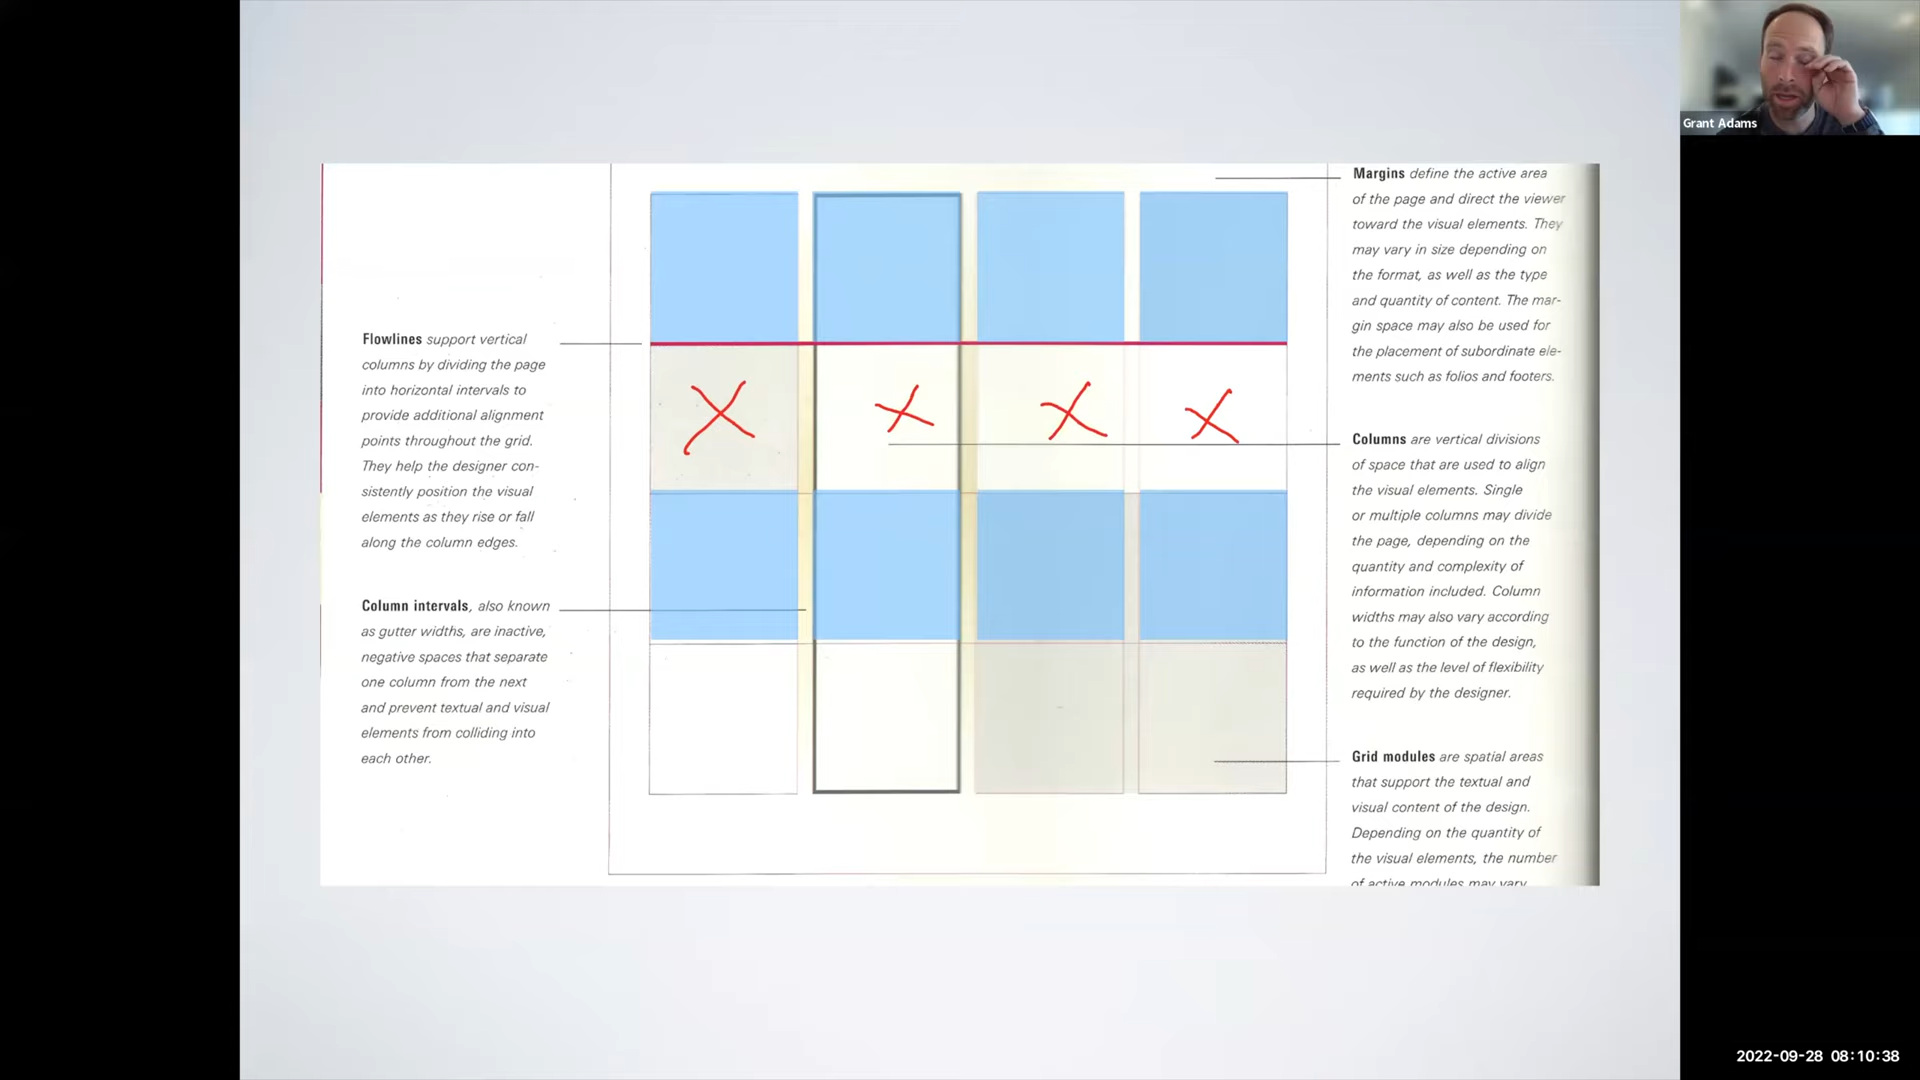 Grant Adams
Flowlines support vertical
columns by dividing the page
into horizontal intervals to
provide additional alignment
points throughout the grid.
They help the designer con-
sistently position the visual
elements as they rise or fall
along the column edges.
Column intervals, also known
as gutter widths, are inactive,
negative spaces that separate
one column from the next
and prevent textual and visual
elements from colliding into
each other.
Margins define the active area
of the page and direct the viewer
toward the visual elements. They
may vary in size depending on
the format, as well as the type
and quantity of content. The mar-
gin space may also be used for
the placement of subordinate ele-
ments such as folios and footers.
Columns are vertical divisions
of space that are used to align
the visual elements. Single
or multiple columns may divide
the page, depending on the
quantity and complexity of
information included. Column
widths may also vary according
to the function of the design,
as well as the level of flexibility
required by the designer.
Grid modules are spatial areas
that support the textual and
visual content of the design.
Depending on the quantity of
the visual elements, the number
of active modules may vary
2022-09-28 08:10:38